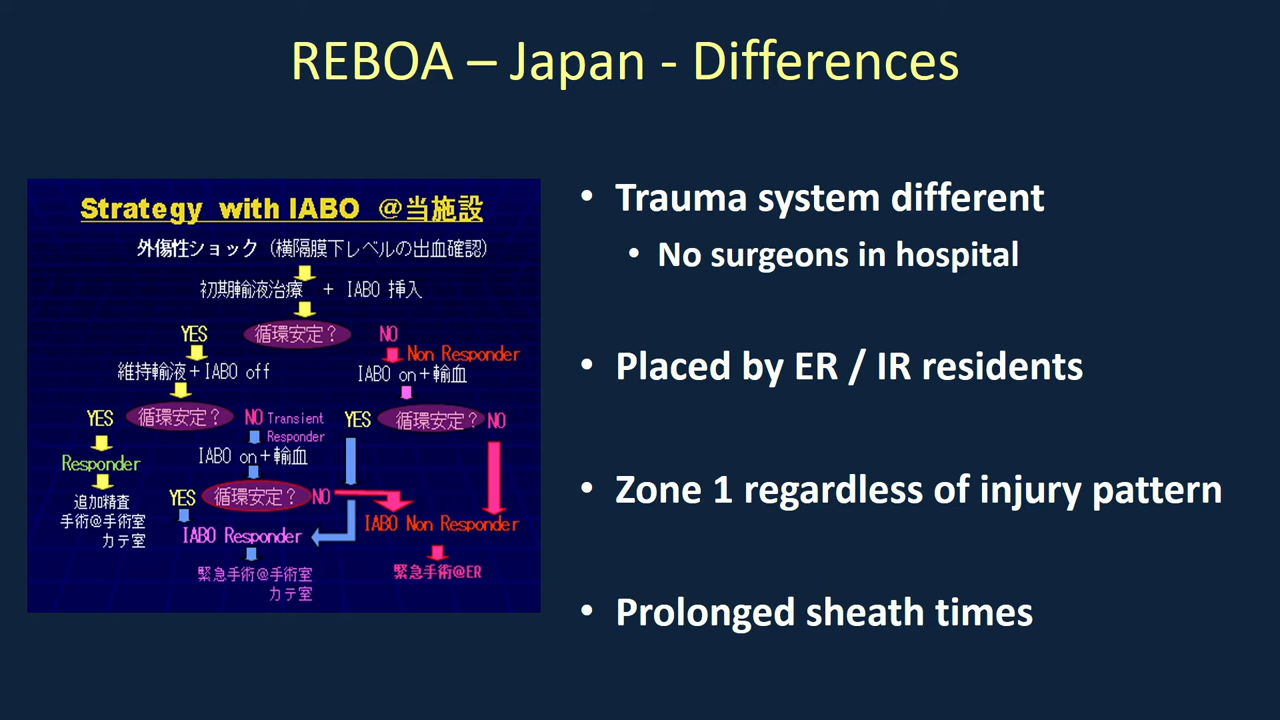 REBOA – Japan - Differences
Strategy with IABO @当施設
外傷性ショック（横隔膜下レベルの出血確認）
初期輸液治療 + IABO 挿入
YES 循環安定？ NO
Non Responder
維持輸液+IABO off
IABO on+輸血
YES 循環安定？ NO Transient Responder
YES 循環安定？ NO
Responder
IABO on+輸血
追加精査
手術@手術室
カテ室
YES 循環安定？ NO
IABO Responder
IABO Non Responder
緊急手術@手術室
カテ室
緊急手術@ER
• Trauma system different
• No surgeons in hospital
• Placed by ER / IR residents
• Zone 1 regardless of injury pattern
• Prolonged sheath times